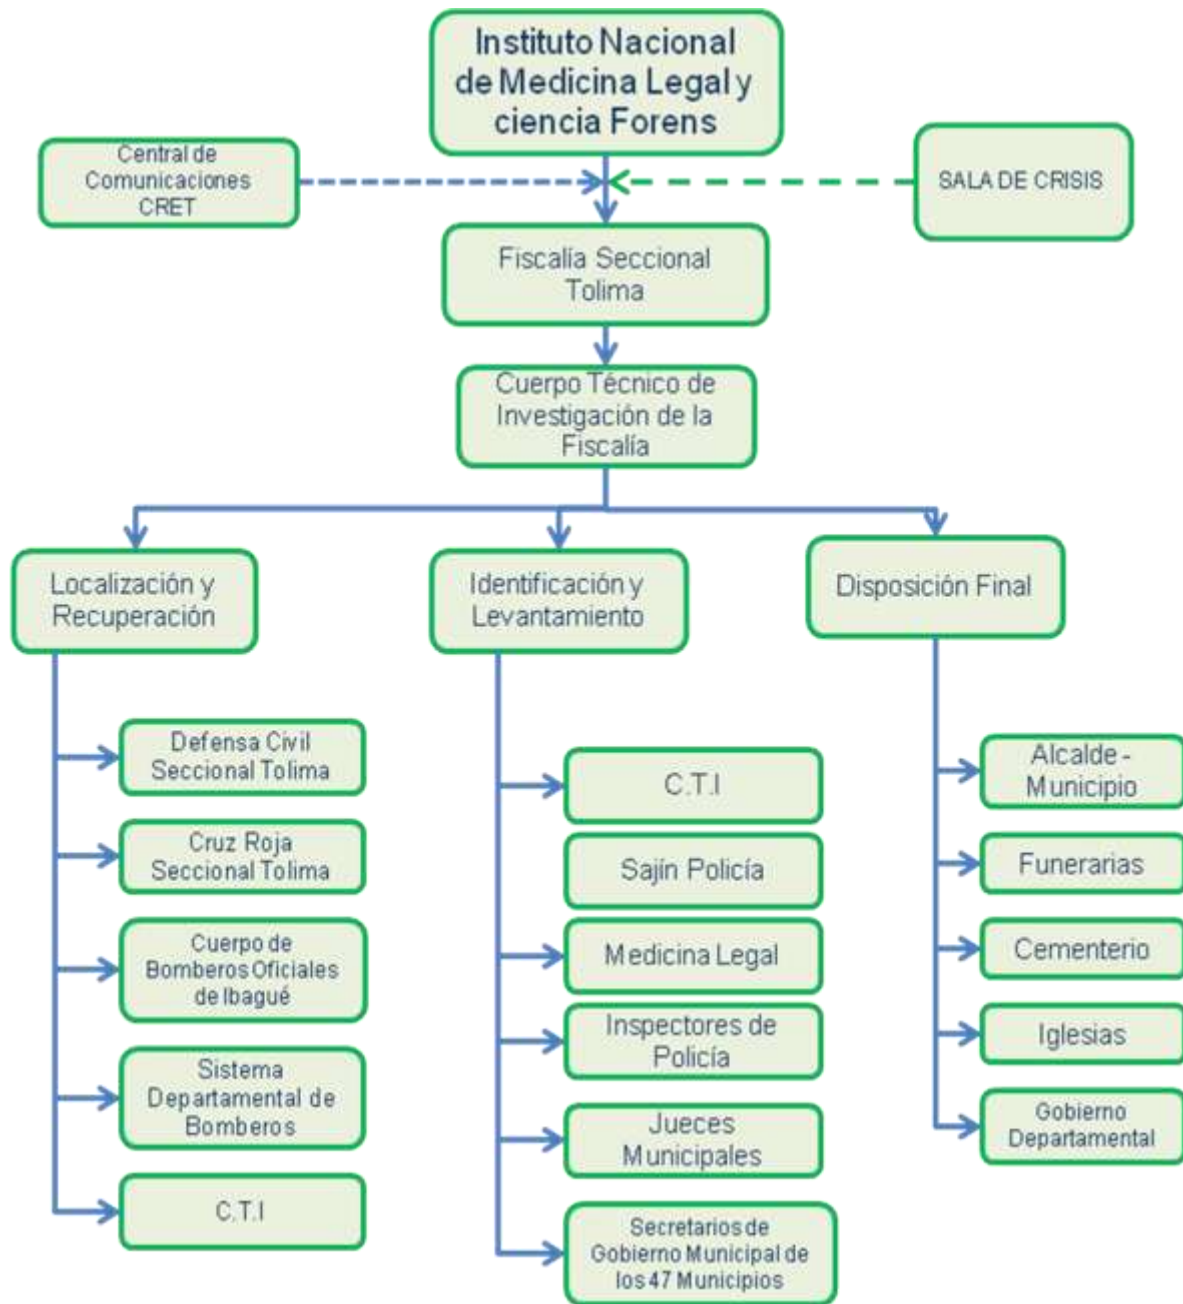 Instituto Nacional
de Medicina Legal y
ciencia Forens
Central de
Comunicaciones
CRET
SALA DE CRISIS
Fiscalía Seccional
Tolima
Cuerpo Técnico de
Investigación de la
Fiscalía
Localización y
Recuperación
Defensa Civil
Seccional Tolima
Cruz Roja
Seccional Tolima
Cuerpo de
Bomberos Oficiales
de Ibagué
Sistema
Departamental de
Bomberos
C.T.I
Identificación y
Levantamiento
C.T.I
Sajín Policía
Medicina Legal
Inspectores de
Policía
Jueces
Municipales
Secretarios de
Gobierno Municipal de
los 47 Municipios
Disposición Final
Alcalde -
Municipio
Funerarias
Cementerio
Iglesias
Gobierno
Departamental